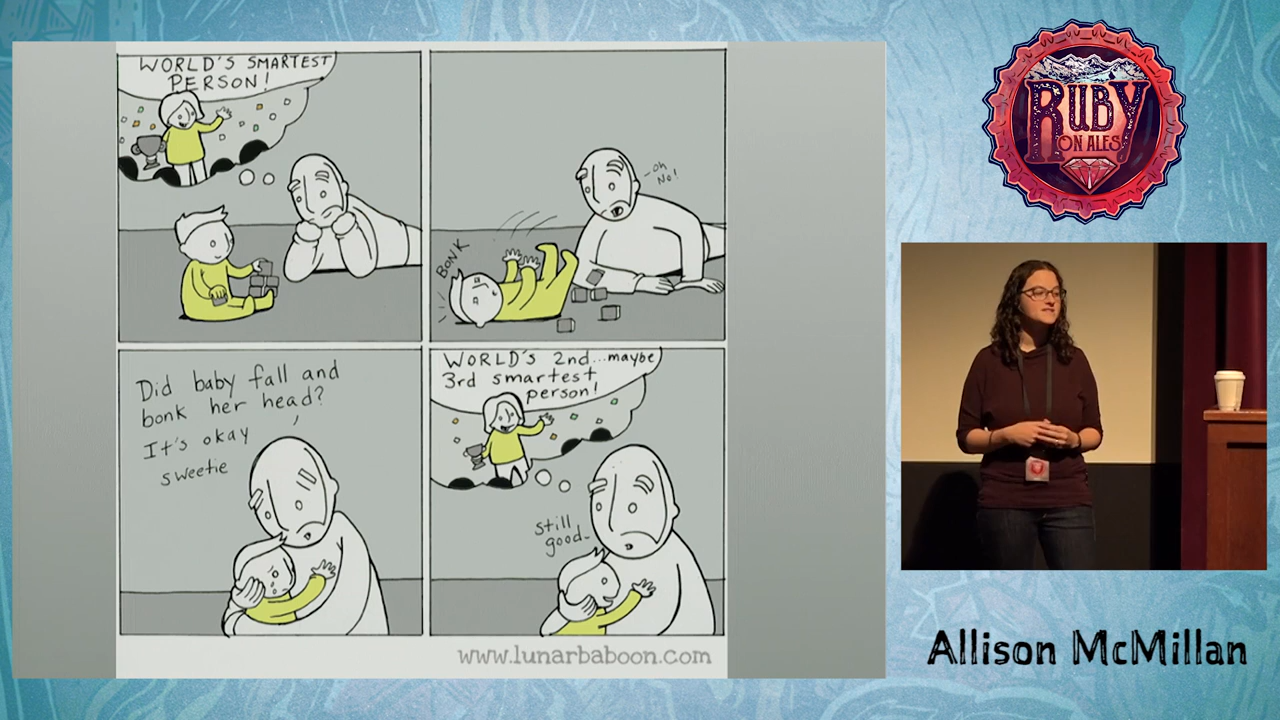 WORLD'S SMARTEST
PERSON!
BONK
oh
No!
Did baby fall and
bonk her head?
It's okay
sweetie
WORLD'S 2nd...maybe
3rd smartest
person!
still
good..
www.lunarbaboon.com
RUBY
ON ALES
Allison McMillan